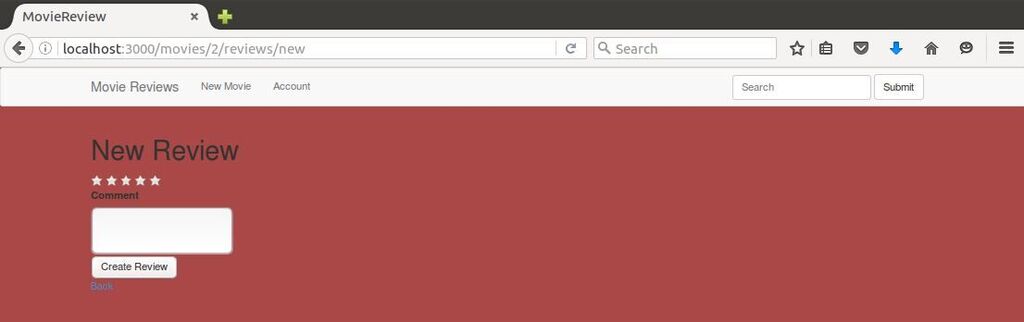 MovieReview
localhost:3000/movies/2/reviews/new
Search
Movie Reviews New Movie Account Search Submit
New Review
Comment
Create Review
Back